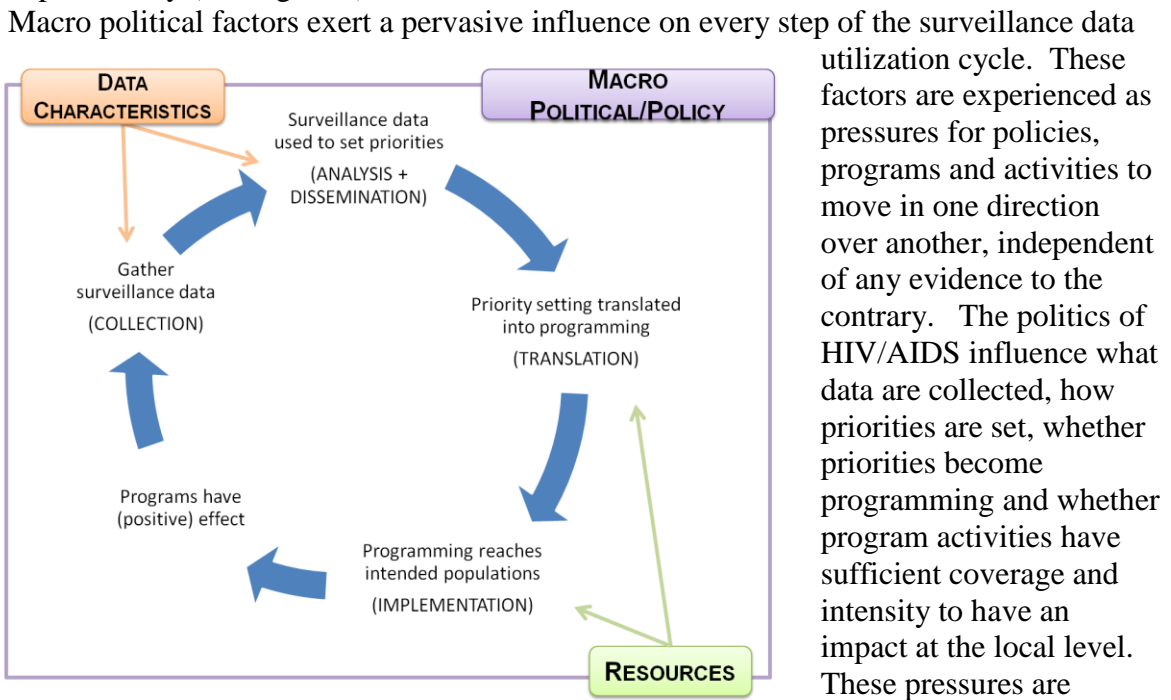 Macro political factors exert a pervasive influence on every step of the surveillance data
utilization cycle.  These
factors are experienced as
pressures for policies,
programs and activities to
move in one direction
over another, independent
of any evidence to the
contrary.   The politics of
HIV/AIDS influence what
data are collected, how
priorities are set, whether
priorities become
programming and whether
program activities have
sufficient coverage and
intensity to have an
impact at the local level.
These pressures are
DATA
CHARACTERISTICS
MACRO
POLITICAL/POLICY
Surveillance data
used to set priorities
(ANALYSIS +
DISSEMINATION)
Gather
surveillance data
(COLLECTION)
Priority setting translated
into programming
(TRANSLATION)
Programs have
(positive) effect
Programming reaches
intended populations
(IMPLEMENTATION)
RESOURCES